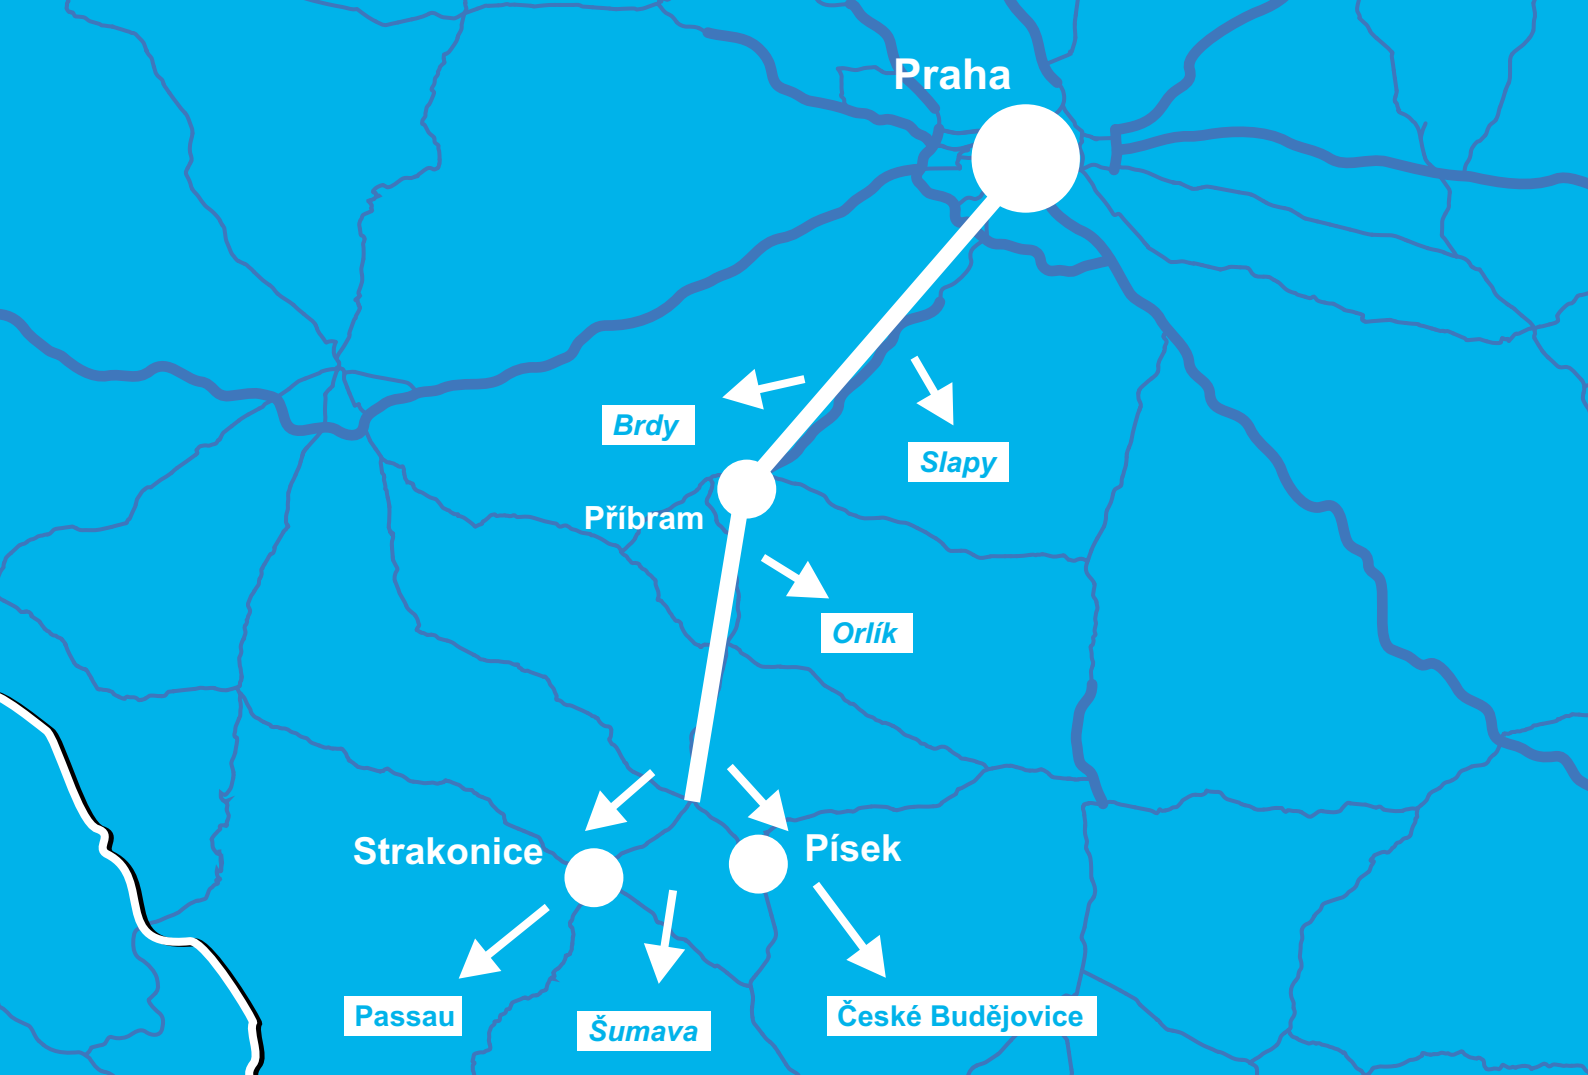 Praha
Brdy
Slapy
Příbram
Orlík
Strakonice
Písek
Passau
Šumava
České Budějovice